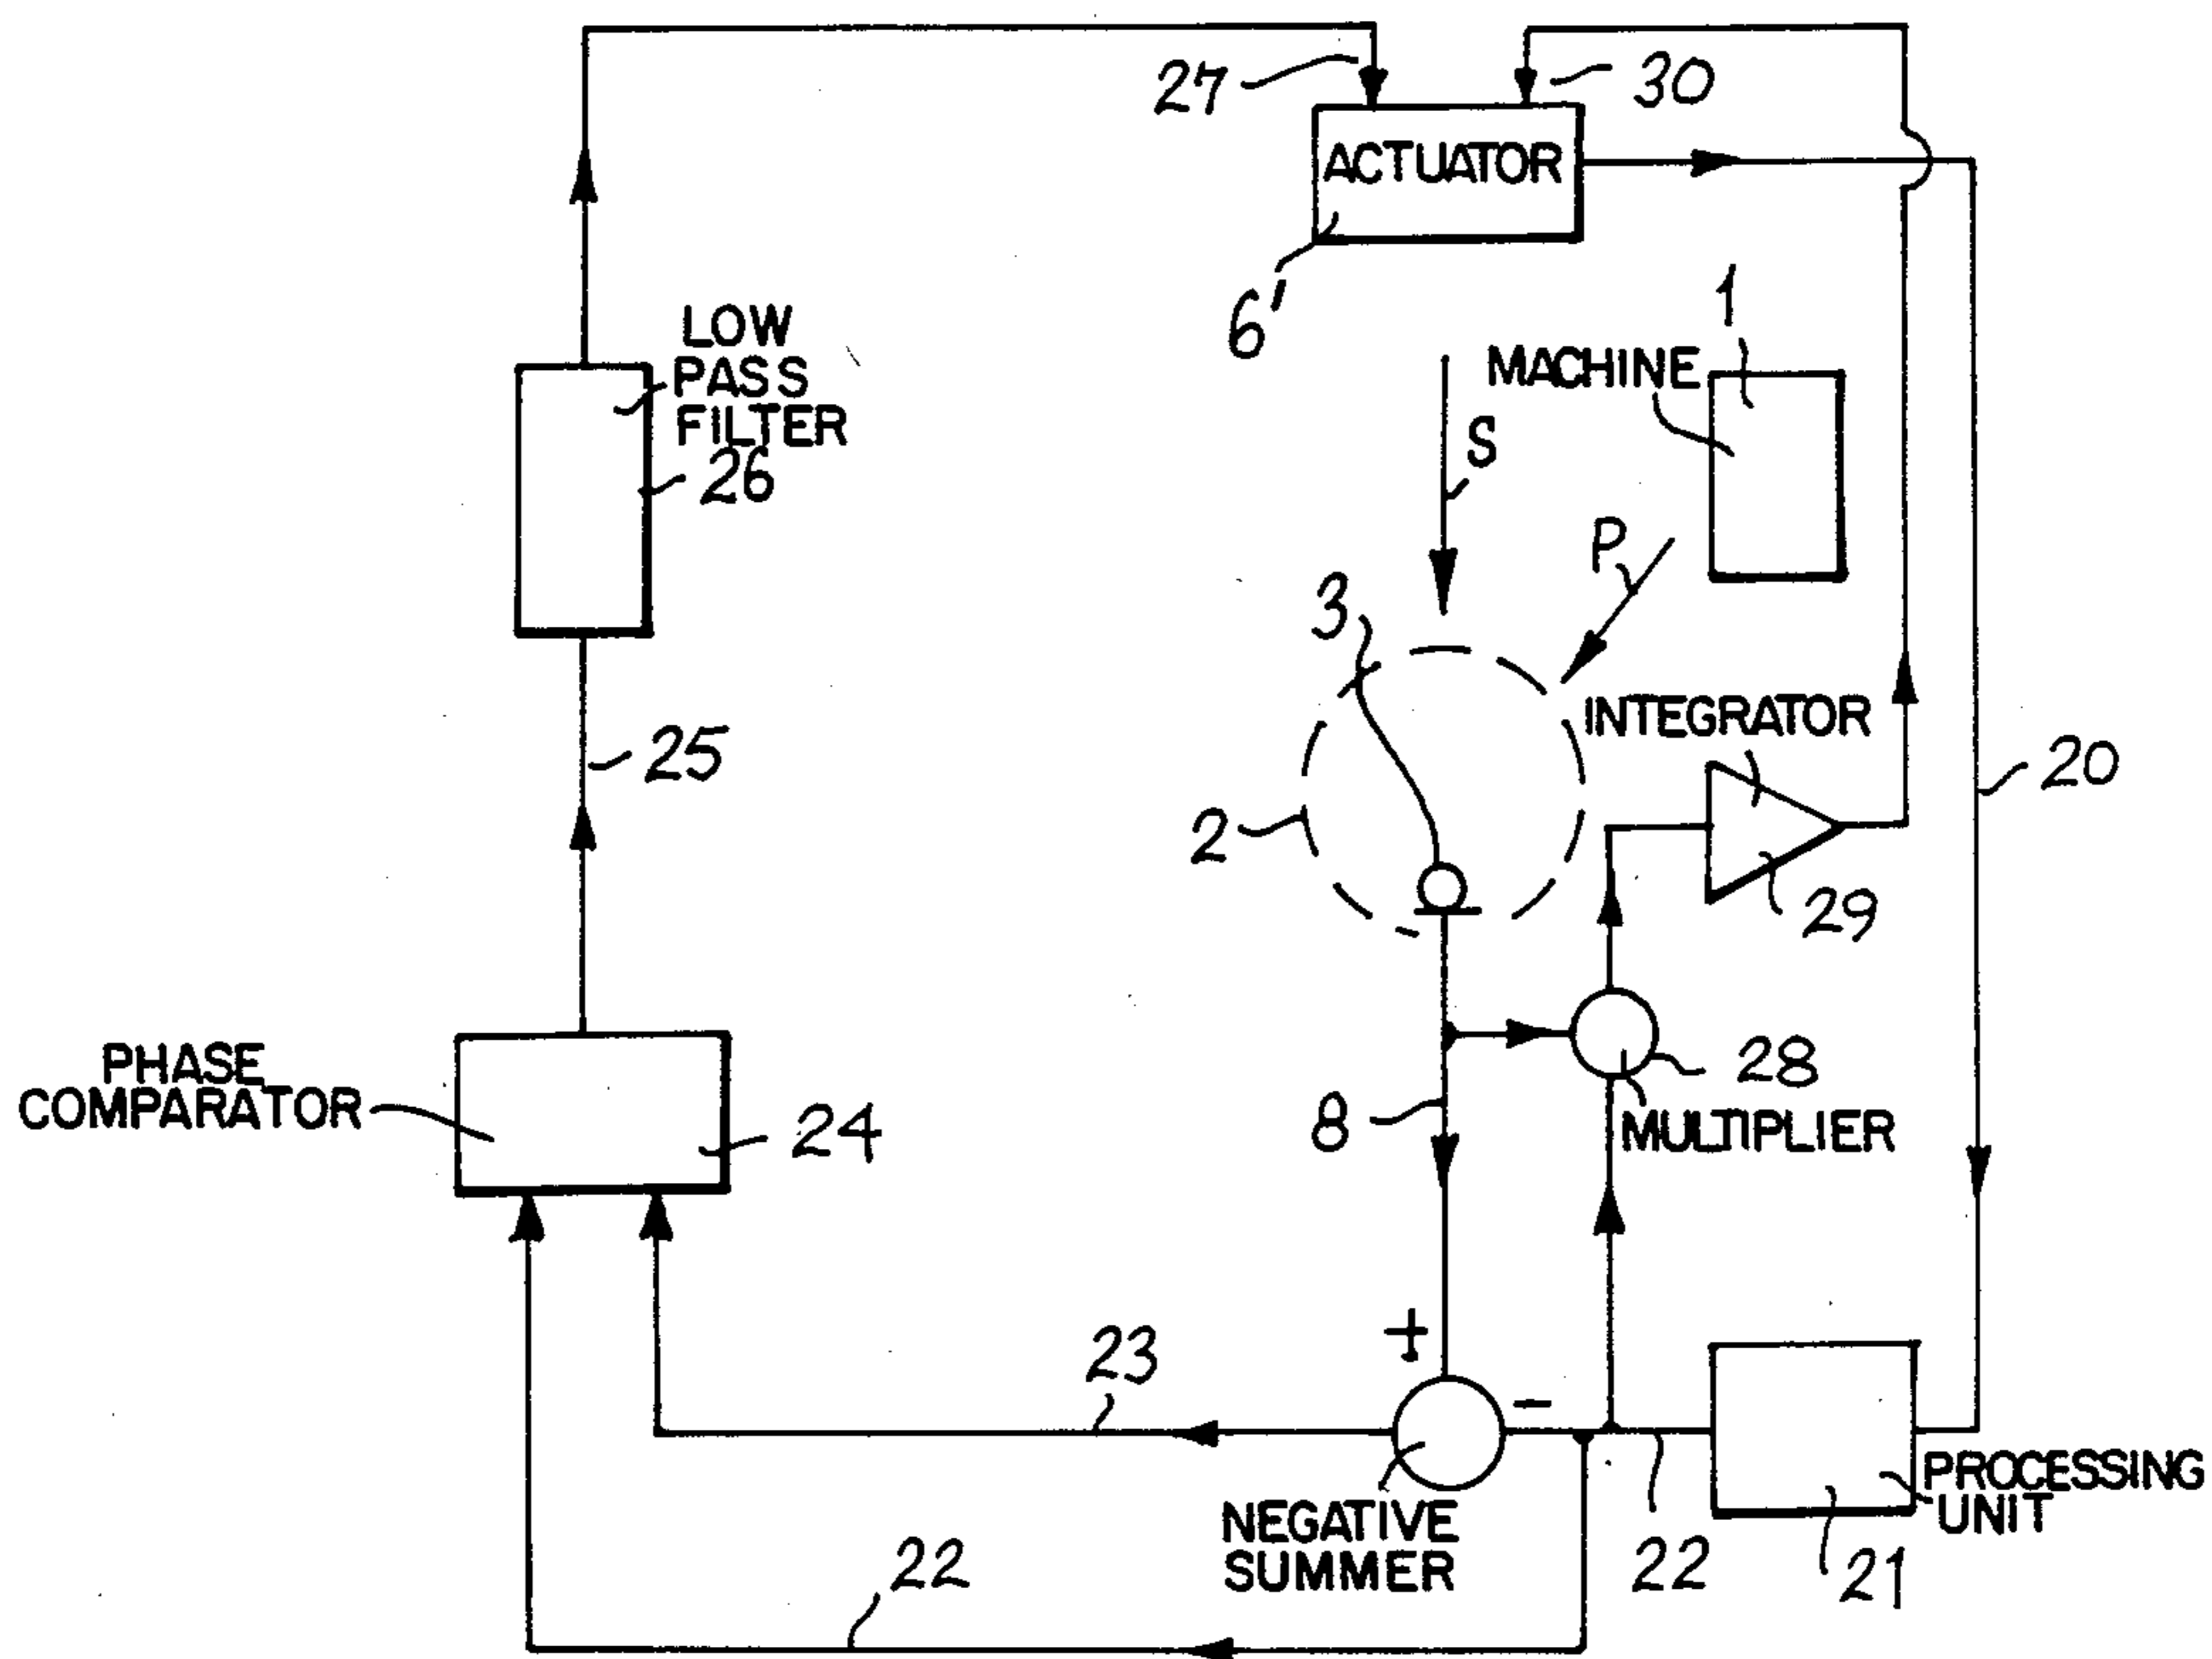 27
30
ACTUATOR
6'
1
LOW
PASS
FILTER
26
MACHINE
S
P
3
INTEGRATOR
25
20
2
29
PHASE
COMPARATOR
24
28
8
MULTIPLIER
+
23
-
PROCESSING
UNIT
NEGATIVE
SUMMER
22
22
21